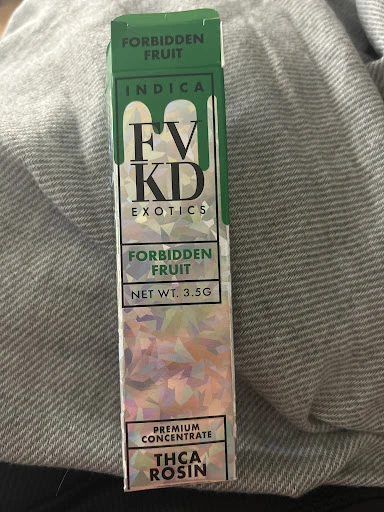 FORBIDDEN
FRUIT
INDICA
FVKD
EXOTICS
FORBIDDEN
FRUIT
NET WT. 3.5G
PREMIUM
CONCENTRATE
THCA
ROSIN